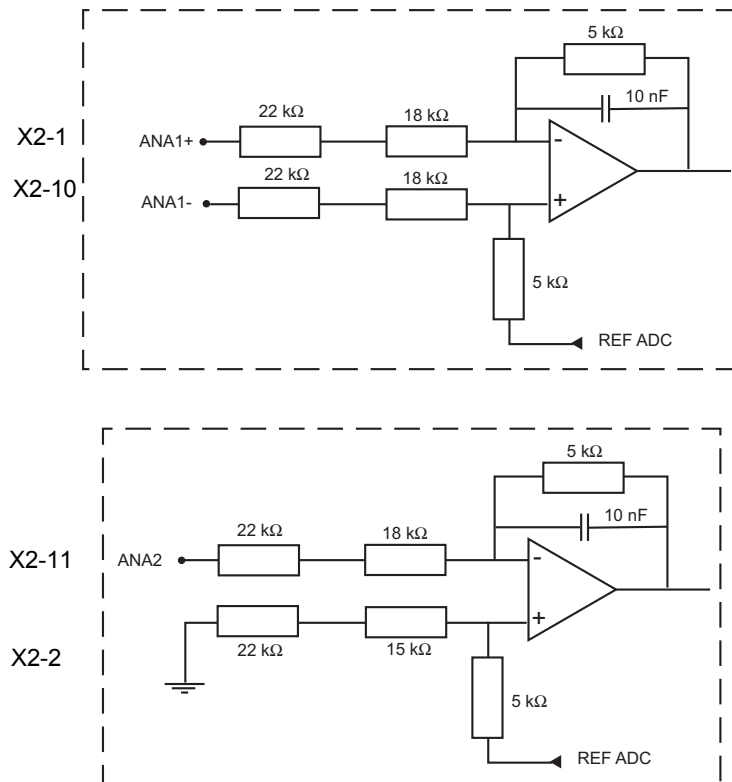 5 kΩ
10 nF
22 kΩ
18 kΩ
X2-1
ANA1+
-
22 kΩ
18 kΩ
X2-10
ANA1-
+
5 kΩ
REF ADC
5 kΩ
10 nF
22 kΩ
18 kΩ
X2-11
ANA2
-
+
X2-2
22 kΩ
15 kΩ
5 kΩ
REF ADC